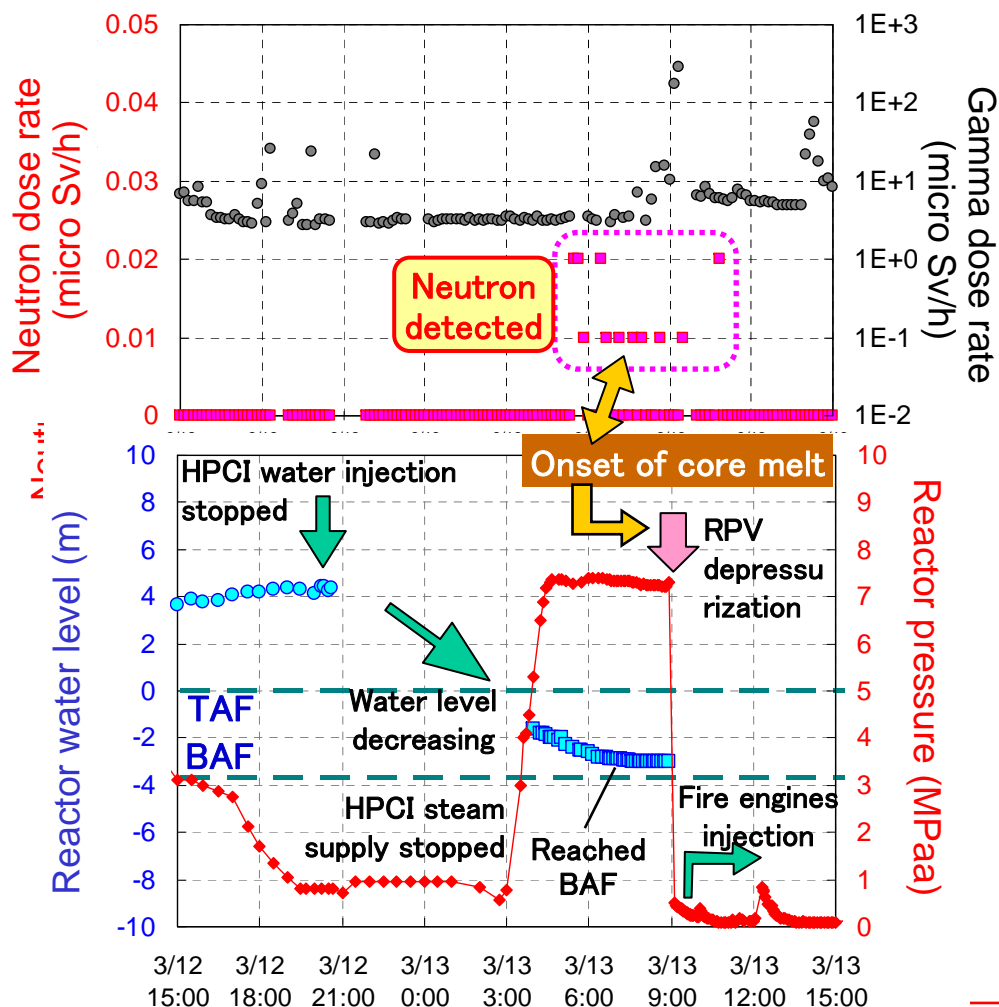 0.05
0.04
0.03
0.02
0.01
0
Neutron dose rate
(micro Sv/h)
1E+3
1E+2
1E+1
1E+0
1E-1
1E-2
Gamma dose rate
(micro Sv/h)
Neutron
detected
Onset of core melt
10
8
6
4
2
0
-2
-4
-6
-8
-10
Reactor water level (m)
10
9
8
7
6
5
4
3
2
1
0
Reactor pressure (MPaa)
HPCI water injection
stopped
RPV
depressu
rization
TAF
BAF
Water level
decreasing
HPCI steam
supply stopped
Reached
BAF
Fire engines
injection
3/12 3/12 3/12 3/13 3/13 3/13 3/13 3/13 3/13
15:00 18:00 21:00 0:00 3:00 6:00 9:00 12:00 15:00